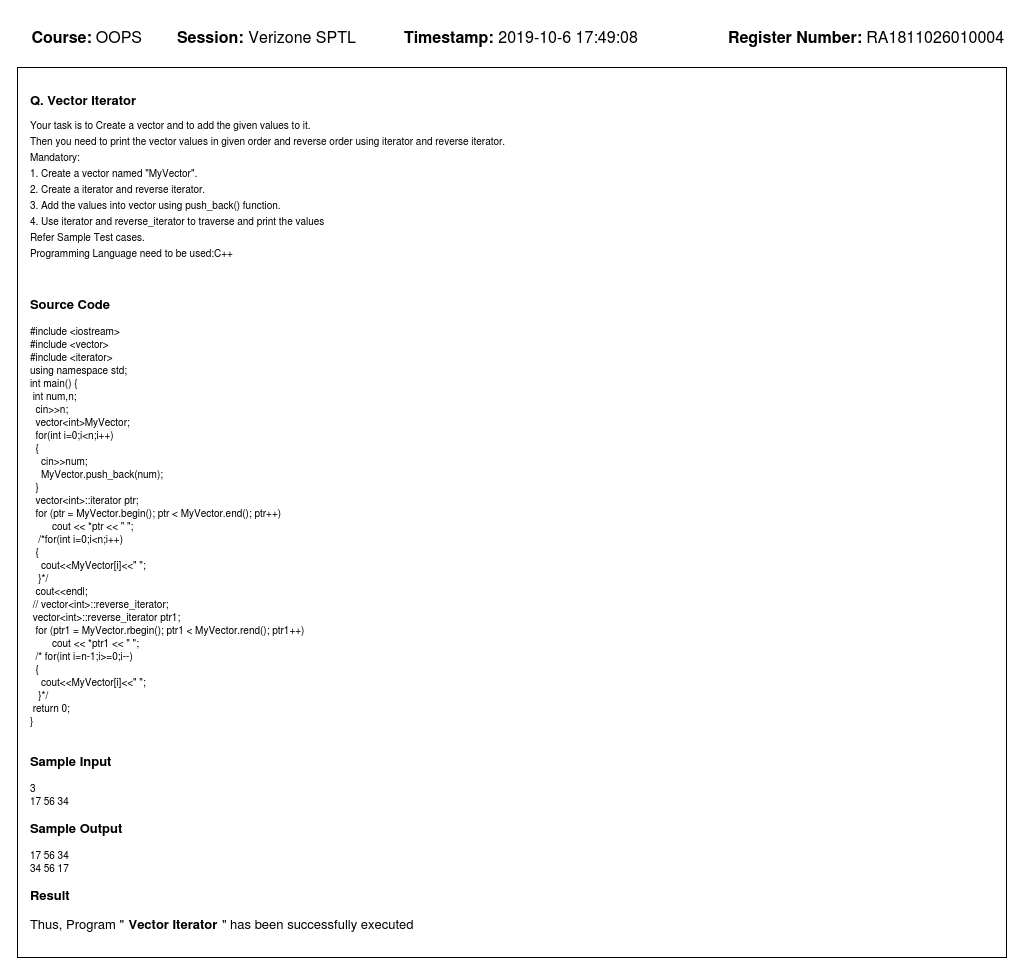 Course: OOPS Session: Verizone SPTL Timestamp: 2019-10-6 17:49:08 Register Number: RA1811026010004
Q. Vector Iterator
Your task is to Create a vector and to add the given values to it.
Then you need to print the vector values in given order and reverse order using iterator and reverse iterator.
Mandatory:
1. Create a vector named "MyVector".
2. Create a iterator and reverse iterator.
3. Add the values into vector using push_back() function.
4. Use iterator and reverse_iterator to traverse and print the values
Refer Sample Test cases.
Programming Language need to be used:C++
Source Code
#include <iostream>
#include <vector>
#include <iterator>
using namespace std;
int main() {
 int num,n;
  cin>>n;
  vector<int>MyVector;
  for(int i=0;i<n;i++)
  {
    cin>>num;
    MyVector.push_back(num);
  }
  vector<int>::iterator ptr;
  for (ptr = MyVector.begin(); ptr < MyVector.end(); ptr++)
        cout << *ptr << " ";
   /*for(int i=0;i<n;i++)
  {
    cout<<MyVector[i]<<" ";
   }*/
  cout<<endl;
 // vector<int>::reverse_iterator;
 vector<int>::reverse_iterator ptr1;
  for (ptr1 = MyVector.rbegin(); ptr1 < MyVector.rend(); ptr1++)
        cout << *ptr1 << " ";
  /* for(int i=n-1;i>=0;i--)
  {
    cout<<MyVector[i]<<" ";
   }*/
 return 0;
}
Sample Input
3
17 56 34
Sample Output
17 56 34
34 56 17
Result
Thus, Program " Vector Iterator " has been successfully executed